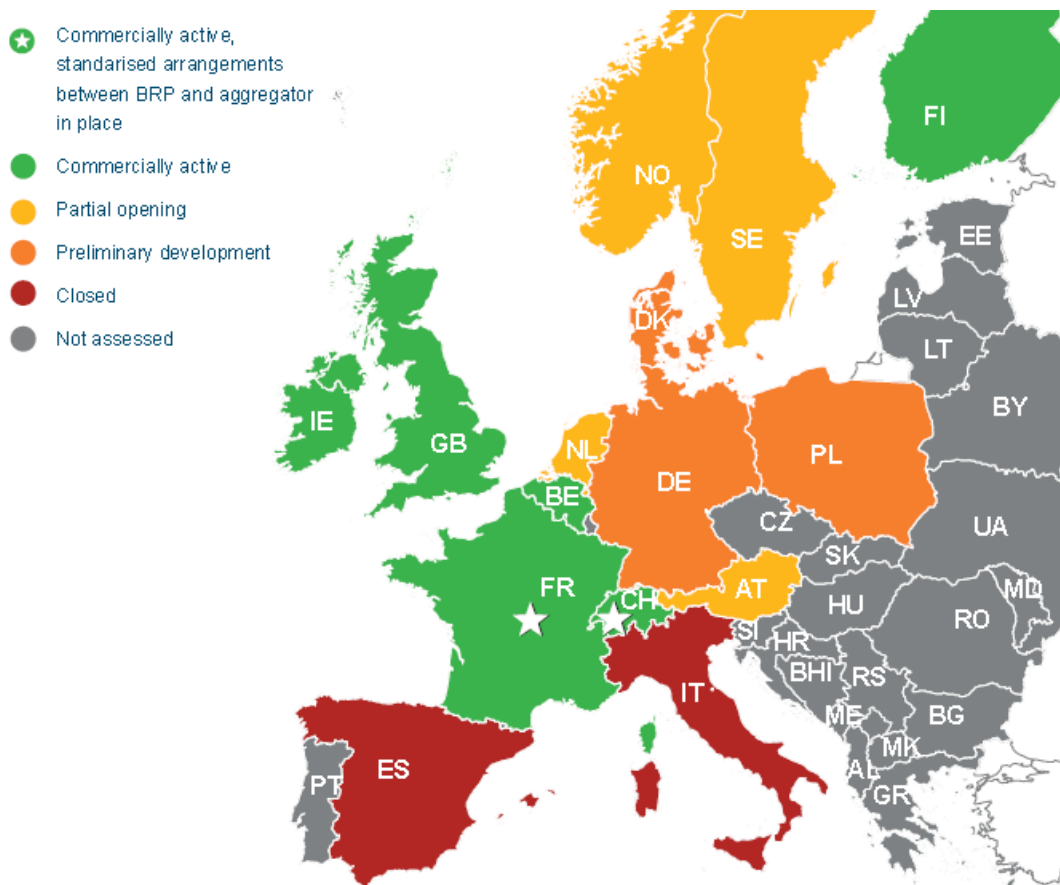 Commercially active,
standarised arrangements
between BRP and aggregator
in place
Commercially active
Partial opening
Preliminary development
Closed
Not assessed
FI
NO
SE
EE
LV
DK
LT
BY
IE
GB
NL
PL
DE
BE
CZ
UA
SK
FR
CH
AT
HU
MD
RO
SI
HR
BHI
RS
IT
ME
BG
MK
ES
PT
AL
GR